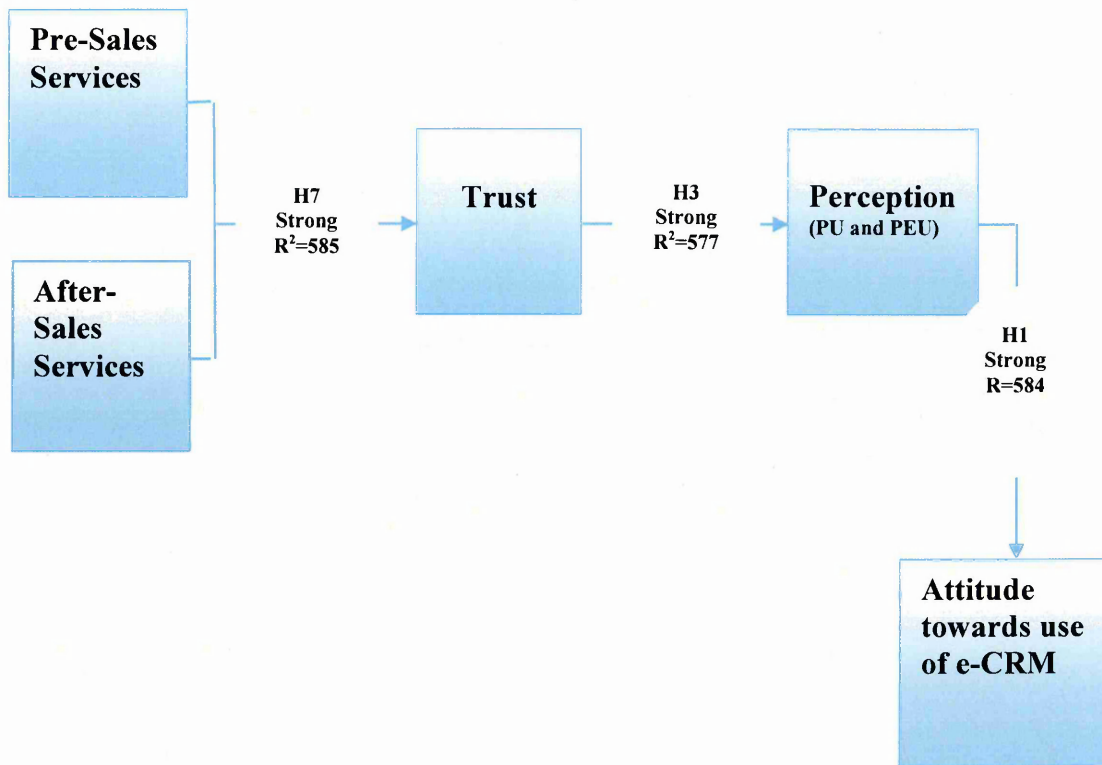 Pre-Sales
Services
H7
Strong
R²=585
Trust
H3
Strong
R²=577
Perception
(PU and PEU)
After-
Sales
Services
H1
Strong
R=584
Attitude
towards use
of e-CRM